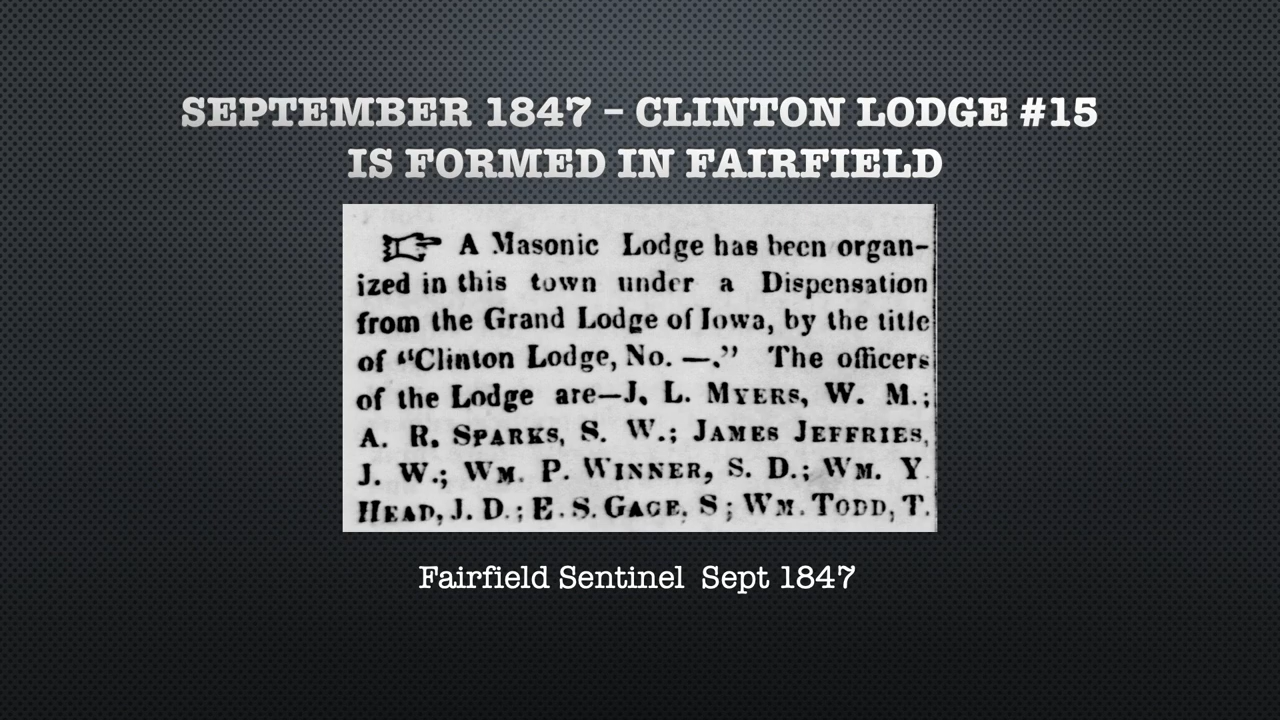 SEPTEMBER 1847 – CLINTON LODGE #15
IS FORMED IN FAIRFIELD
☞ A Masonic Lodge has been organ-
ized in this town under a Dispensation
from the Grand Lodge of Iowa, by the title
of “Clinton Lodge, No. —.” The officers
of the Lodge are—J. L. MYERS, W. M.;
A. R. SPARKS, S. W.; JAMES JEFFRIES,
J. W.; WM. P. WINNER, S. D.; WM. Y.
HEAD, J. D.; E. S. GAGE, S; WM. TODD, T.
Fairfield Sentinel Sept 1847